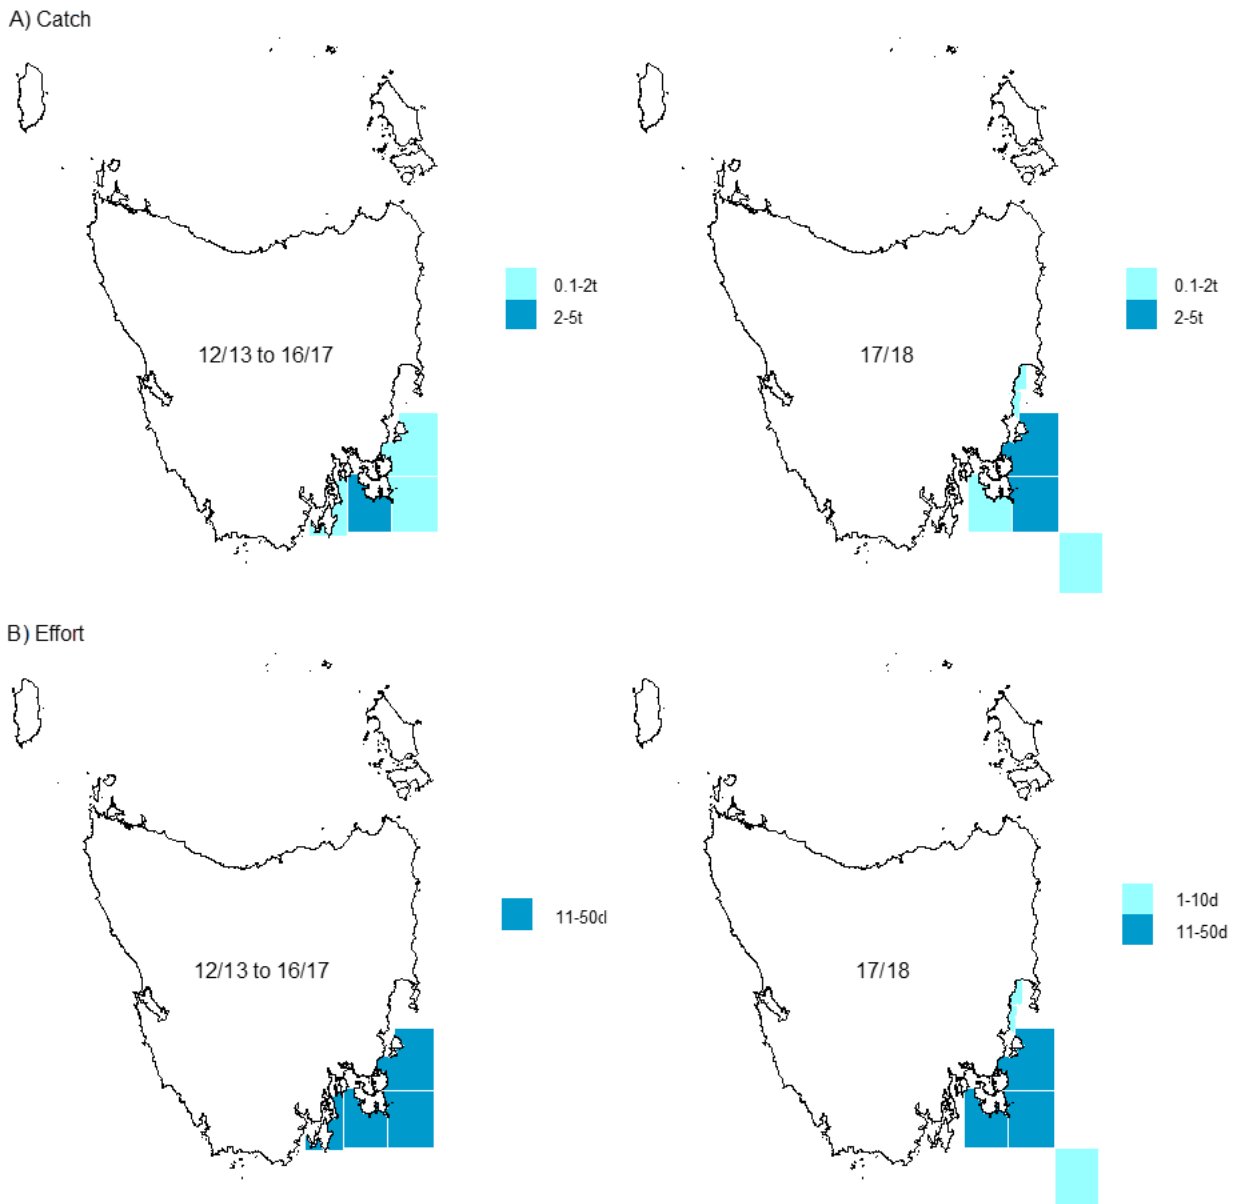 A) Catch
0.1-2t
2-5t
12/13 to 16/17
0.1-2t
2-5t
17/18
B) Effort
11-50d
12/13 to 16/17
1-10d
11-50d
17/18